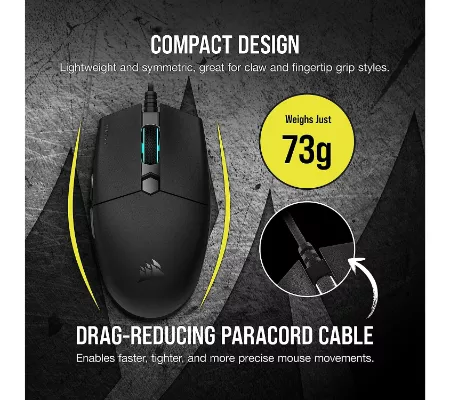 COMPACT DESIGN
Lightweight and symmetric, great for claw and fingertip grip styles.
Weighs Just
73g
DRAG-REDUCING PARACORD CABLE
Enables faster, tighter, and more precise mouse movements.